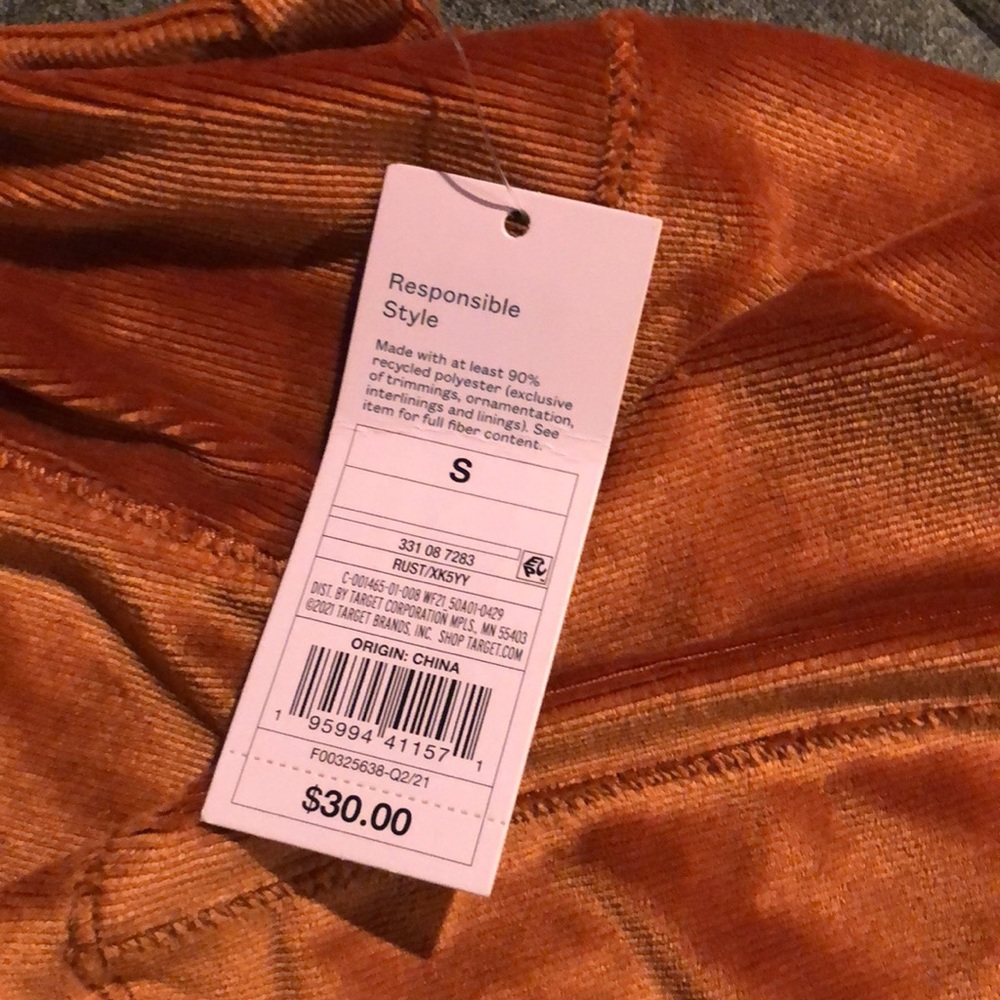 Responsible
Style
Made with at least 90%
recycled polyester (exclusive
of trimmings, ornamentation,
interlinings and linings). See
item for full fiber content.
S
331 08 7283
RUST/XK5YY
C-001465-01-008 WF21 50A01-0429
DIST. BY TARGET CORPORATION MPLS., MN 55403
©2021 TARGET BRANDS, INC. SHOP TARGET.COM
ORIGIN: CHINA
1 95994 41157 1
F00325638-Q2/21
$30.00